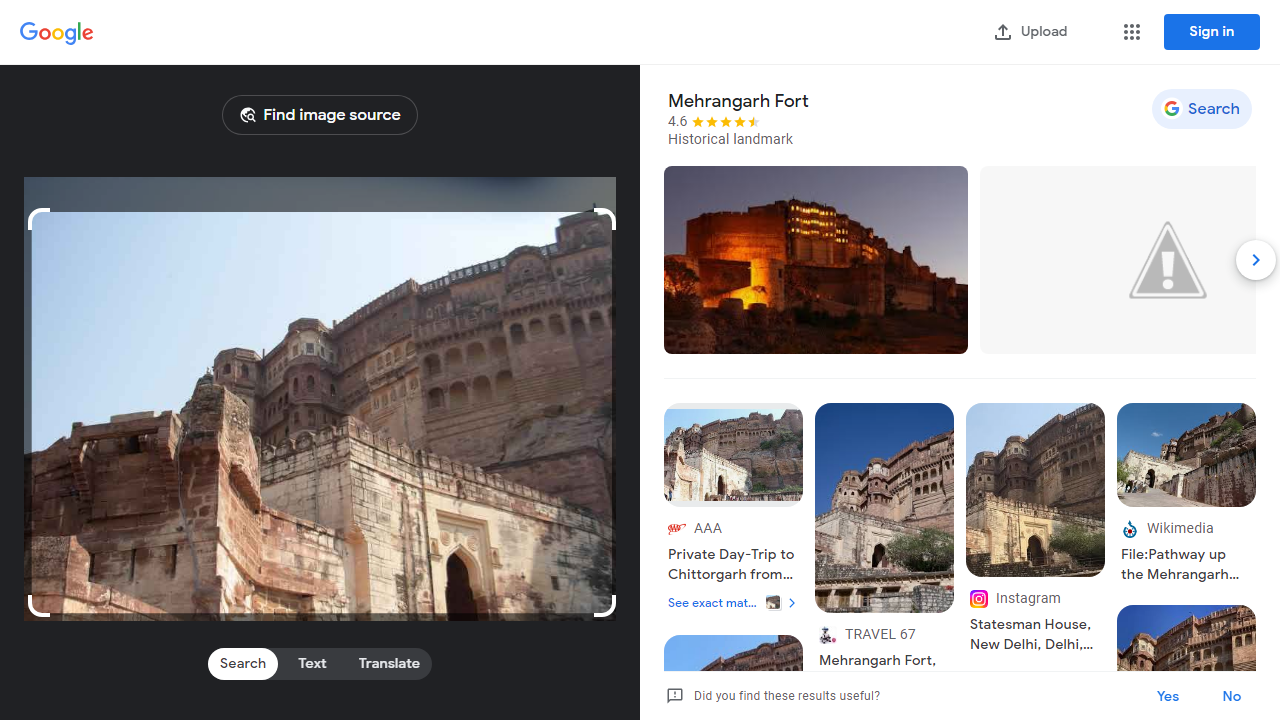 Google
Upload
Sign in
Find image source
Mehrangarh Fort
4.6
Historical landmark
Search
AAA
Private Day-Trip to
Chittorgarh from...
See exact mat...
TRAVEL 67
Mehrangarh Fort,
Instagram
Statesman House,
New Delhi, Delhi,...
Wikimedia
File:Pathway up
the Mehrangarh...
Search
Text
Translate
Did you find these results useful?
Yes
No